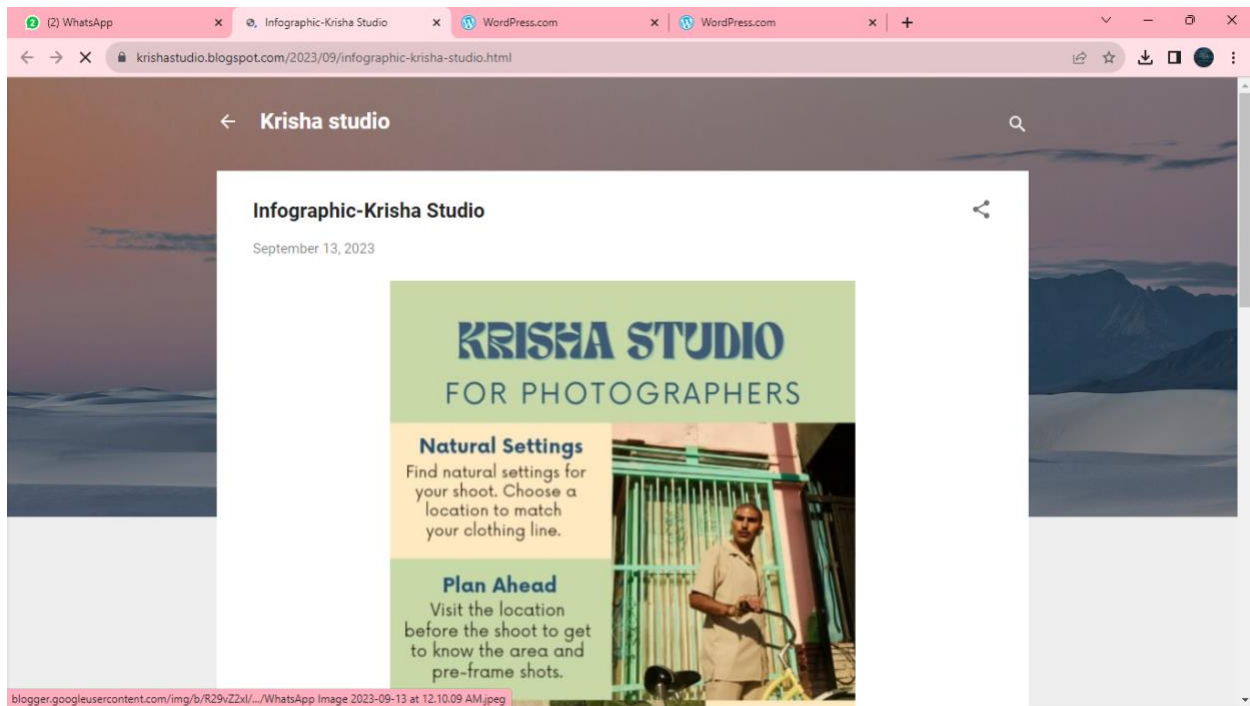 2 (2) WhatsApp
Infographic-Krisha Studio
WordPress.com
WordPress.com
krishastudio.blogspot.com/2023/09/infographic-krisha-studio.html
Krisha studio
Infographic-Krisha Studio
September 13, 2023
KRISHA STUDIO
FOR PHOTOGRAPHERS
Natural Settings
Find natural settings for
your shoot. Choose a
location to match
your clothing line.
Plan Ahead
Visit the location
before the shoot to get
to know the area and
pre-frame shots.
blogger.googleusercontent.com/img/b/R29vZ2xl/.../WhatsApp Image 2023-09-13 at 12.10.09 AM.jpeg